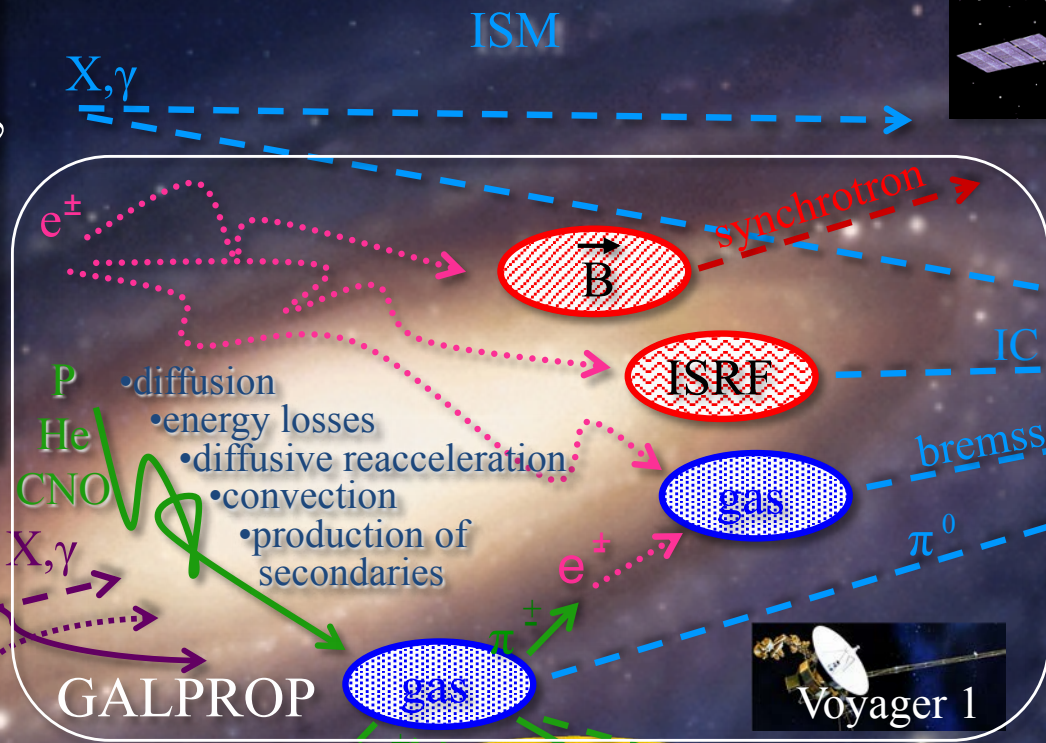 ISM
X,γ
e±
synchrotron
B
IC
ISRF
P
He
CNO
•diffusion
•energy losses
•diffusive reacceleration
•convection
•production of
secondaries
bremss
gas
π0
X,γ
e±
π±
gas
GALPROP
Voyager 1